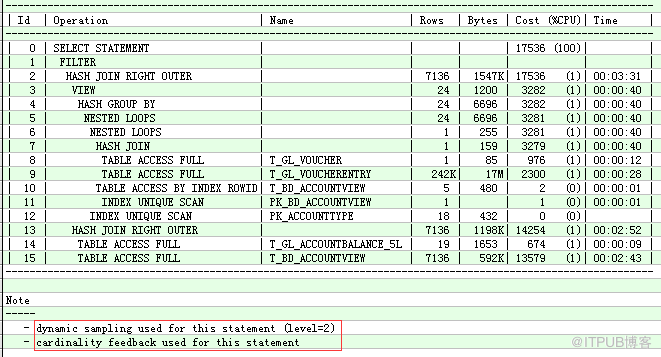 | Id | Operation | Name | Rows | Bytes | Cost (%CPU) | Time |
| 0 | SELECT STATEMENT | | | | 17536 (100) | |
| 1 | FILTER | | | | | |
| 2 | HASH JOIN RIGHT OUTER | | 7136 | 1547K | 17536 (1) | 00:03:31 |
| 3 | VIEW | | 24 | 1200 | 3282 (1) | 00:00:40 |
| 4 | HASH GROUP BY | | 24 | 6696 | 3282 (1) | 00:00:40 |
| 5 | NESTED LOOPS | | 24 | 6696 | 3281 (1) | 00:00:40 |
| 6 | NESTED LOOPS | | 1 | 255 | 3281 (1) | 00:00:40 |
| 7 | HASH JOIN | | 1 | 159 | 3279 (1) | 00:00:40 |
| 8 | TABLE ACCESS FULL | T_GL_VOUCHER | 1 | 85 | 976 (1) | 00:00:12 |
| 9 | TABLE ACCESS FULL | T_GL_VOUCHERENTRY | 242K | 17M | 2300 (1) | 00:00:28 |
| 10 | TABLE ACCESS BY INDEX ROWID | T_BD_ACCOUNTVIEW | 5 | 480 | 2 (0) | 00:00:01 |
| 11 | INDEX UNIQUE SCAN | PK_BD_ACCOUNTVIEW | 1 | | 1 (0) | 00:00:01 |
| 12 | INDEX UNIQUE SCAN | PK_ACCOUNTTYPE | 18 | 432 | 0 (0) | |
| 13 | HASH JOIN RIGHT OUTER | | 7136 | 1198K | 14254 (1) | 00:02:52 |
| 14 | TABLE ACCESS FULL | T_GL_ACCOUNTBALANCE_5L | 19 | 1653 | 674 (1) | 00:00:09 |
| 15 | TABLE ACCESS FULL | T_BD_ACCOUNTVIEW | 7136 | 592K | 13579 (1) | 00:02:43 |
Note
-----
- dynamic sampling used for this statement (level=2)
- cardinality feedback used for this statement
@ITPUB博客